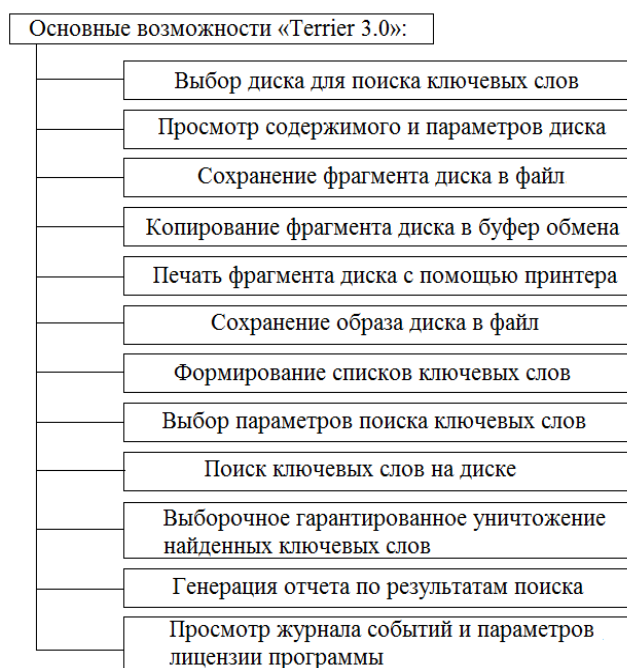 Основные возможности «Terrier 3.0»:
Выбор диска для поиска ключевых слов
Просмотр содержимого и параметров диска
Сохранение фрагмента диска в файл
Копирование фрагмента диска в буфер обмена
Печать фрагмента диска с помощью принтера
Сохранение образа диска в файл
Формирование списков ключевых слов
Выбор параметров поиска ключевых слов
Поиск ключевых слов на диске
Выборочное гарантированное уничтожение
найденных ключевых слов
Генерация отчета по результатам поиска
Просмотр журнала событий и параметров
лицензии программы